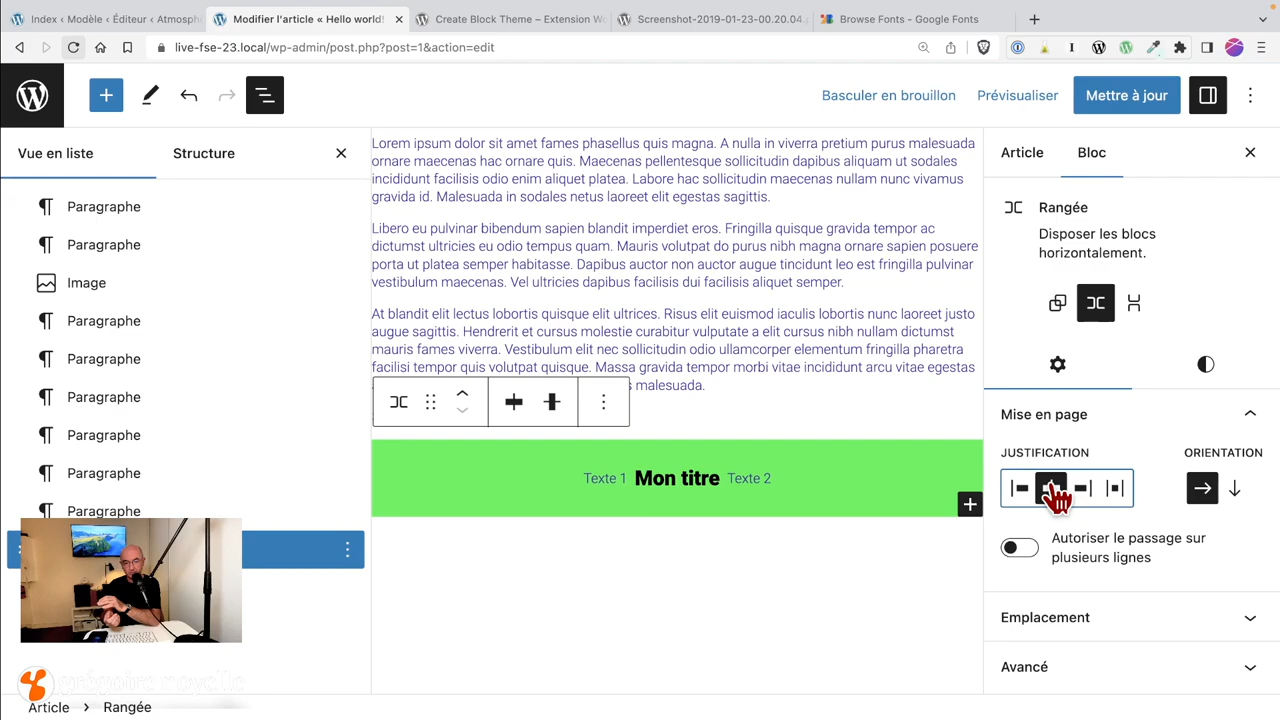 Index ‹ Modèle ‹ Éditeur ‹ Atmosph
Modifier l'article « Hello world!
Create Block Theme – Extension Wo
Screenshot-2019-01-23-00.20.04.
Browse Fonts - Google Fonts
live-fse-23.local/wp-admin/post.php?post=1&action=edit
Basculer en brouillon
Prévisualiser
Mettre à jour
Vue en liste
Structure
Paragraphe
Paragraphe
Image
Paragraphe
Paragraphe
Paragraphe
Paragraphe
Paragraphe
Paragraphe
Lorem ipsum dolor sit amet fames phasellus quis magna. A nulla in viverra pretium purus malesuada
ornare maecenas hac ornare quis. Maecenas pellentesque sollicitudin dapibus aliquam ut sodales
incididunt facilisis odio enim aliquet platea. Labore hac sollicitudin maecenas nullam nunc vivamus
gravida id. Malesuada in sodales netus laoreet elit egestas sagittis.
Libero eu pulvinar bibendum sapien blandit imperdiet eros. Fringilla quisque gravida tempor ac
dictumst ultricies eu odio tempus quam. Mauris volutpat do purus nibh magna ornare sapien posuere
porta ut platea semper habitasse. Dapibus auctor non auctor augue tincidunt leo est fringilla pulvinar
vestibulum maecenas. Vel ultricies dapibus facilisis dui facilisis aliquet semper.
At blandit elit lectus lobortis quisque elit ultrices. Risus elit euismod iaculis lobortis nunc laoreet justo
augue sagittis. Hendrerit et cursus molestie curabitur vulputate a elit cursus nibh nullam dictumst
mauris fames viverra. Vestibulum elit nec sollicitudin odio ullamcorper elementum fringilla pharetra
facilisi tempor quis volutpat quisque. Massa gravida tempor morbi vitae incididunt arcu vitae egestas
malesuada.
Texte 1 Mon titre Texte 2
Article
Bloc
Rangée
Disposer les blocs
horizontalement.
Mise en page
JUSTIFICATION
ORIENTATION
Autoriser le passage sur
plusieurs lignes
Emplacement
Avancé
grégoire noyelle
Article
Rangée